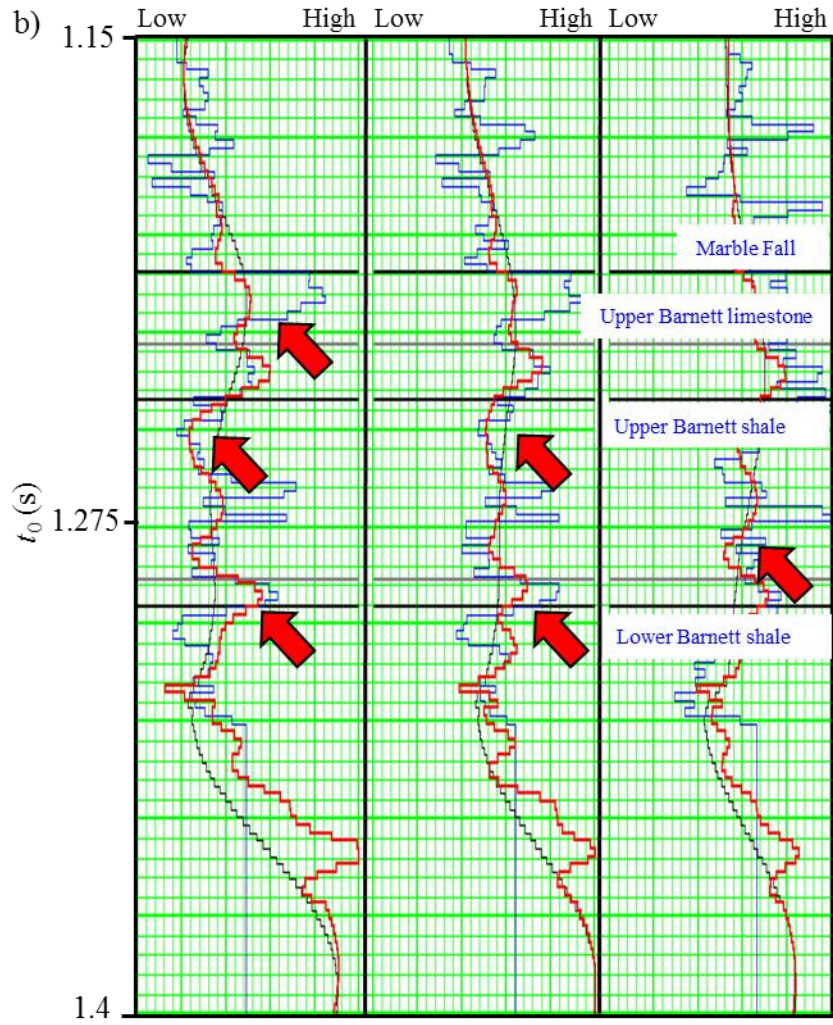 b)
Low High Low High Low High
1.15
Marble Fall
Upper Barnett limestone
Upper Barnett shale
t0 (s)
1.275
Lower Barnett shale
1.4